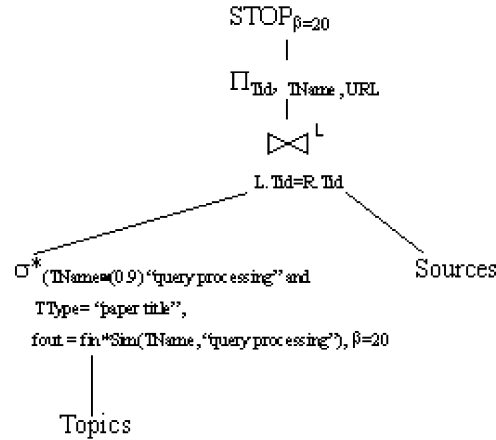 STOPβ=20
ΠTid, TName, URL
⋈L
L.Tid=R.Tid
σ*(TName≅(0.9)“query processing” and
Sources
TType= “paper title”,
fout = fin*Sim(TName,“query processing”), β=20
Topics